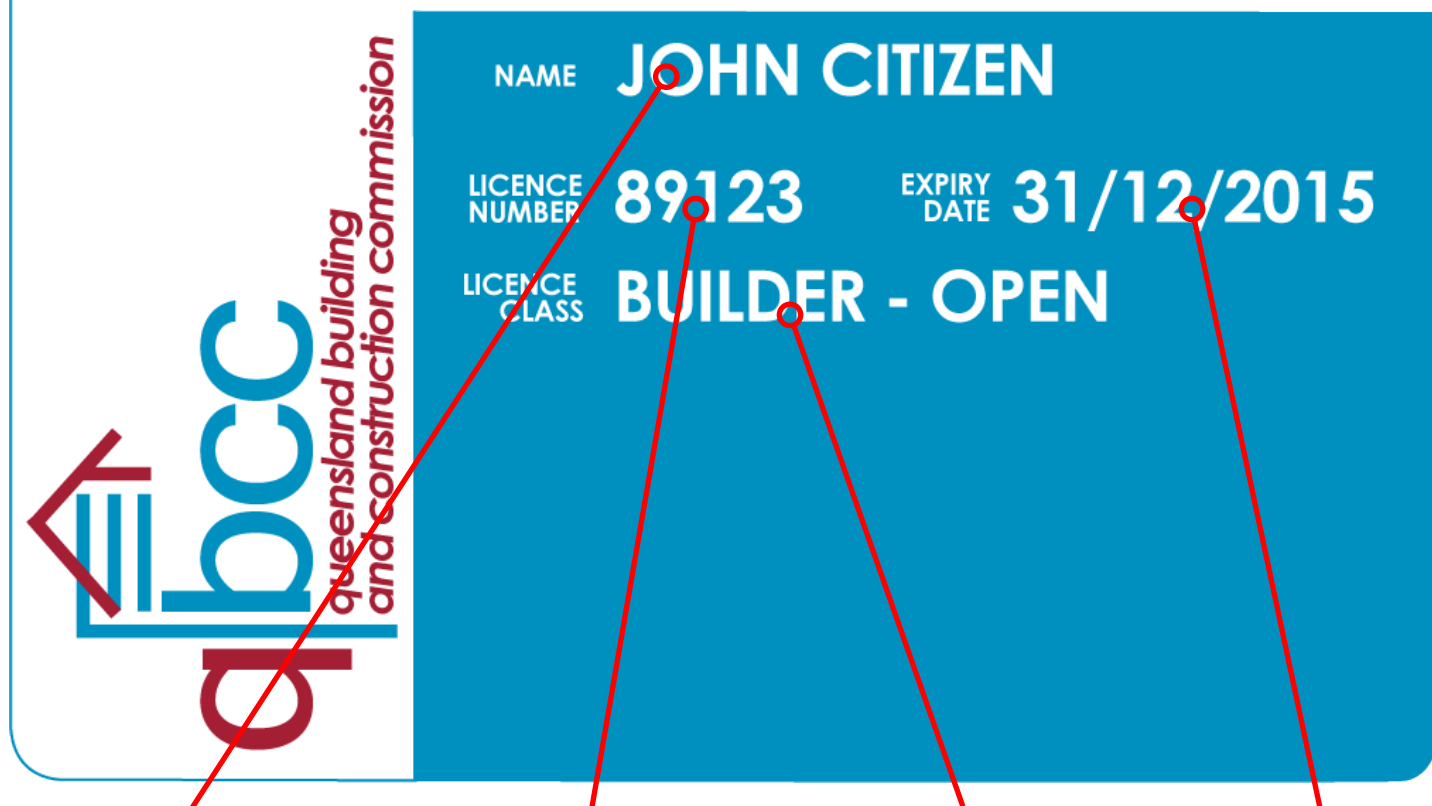 qbcc
queensland building
and construction commission
NAME JOHN CITIZEN
LICENCE NUMBER 89123 EXPIRY DATE 31/12/2015
LICENCE CLASS BUILDER - OPEN